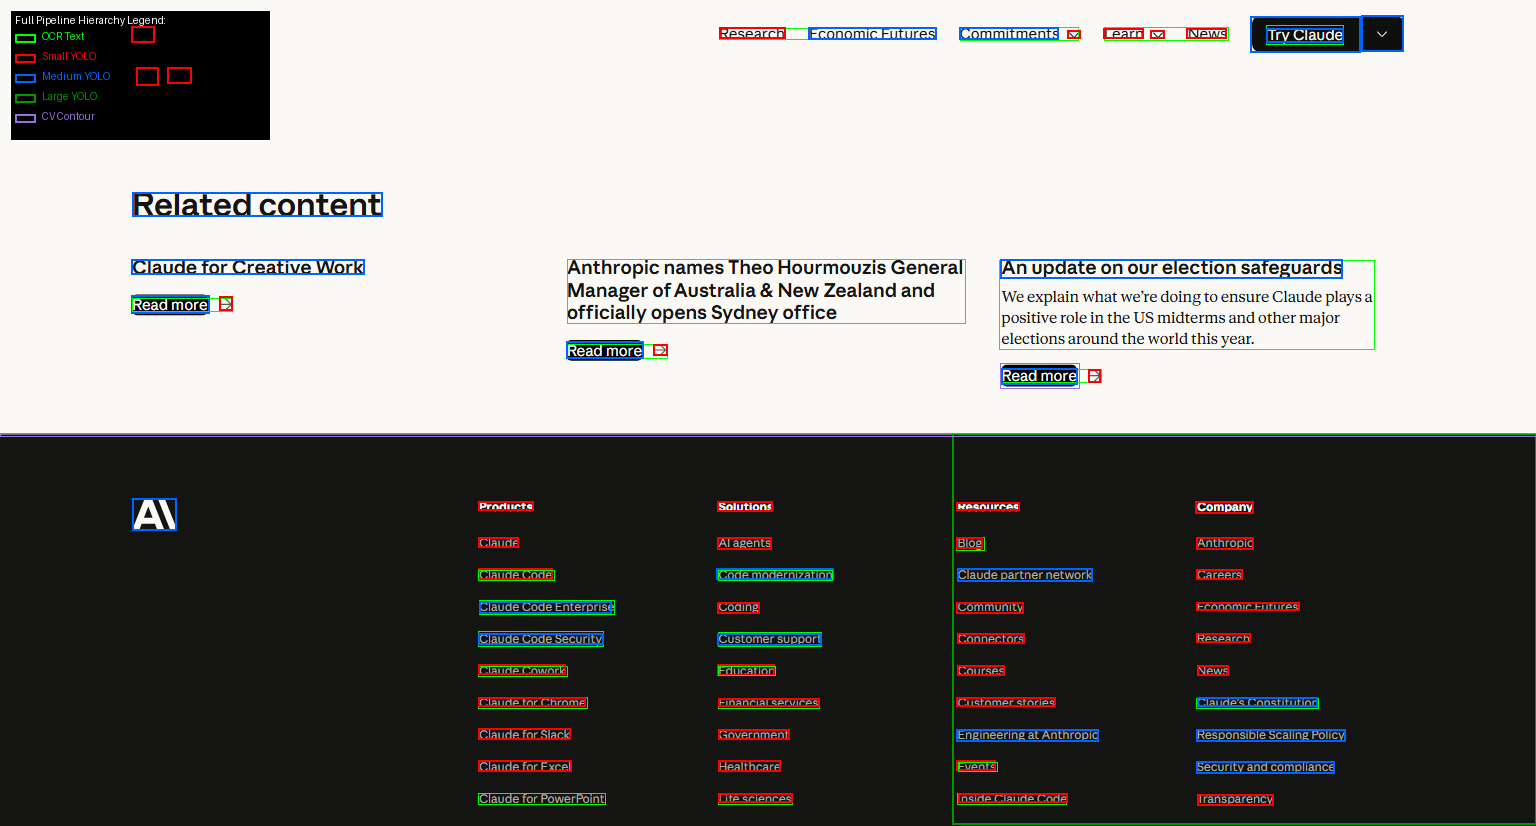 Full Pipeline Hierarchy Legend:
OCR Text
Small YOLO
Medium YOLO
Large YOLO
CV Contour
Research Economic Futures Commitments Learn News Try Claude
Related content
Claude for Creative Work
Read more
Anthropic names Theo Hourmouzis General
Manager of Australia & New Zealand and
officially opens Sydney office
Read more
An update on our election safeguards
We explain what we're doing to ensure Claude plays a
positive role in the US midterms and other major
elections around the world this year.
Read more
AI
Products
Claude
Claude Code
Claude Code Enterprise
Claude Code Security
Claude Cowork
Claude for Chrome
Claude for Slack
Claude for Excel
Claude for PowerPoint
Solutions
AI agents
Code modernization
Coding
Customer support
Education
Financial services
Government
Healthcare
Life sciences
Resources
Blog
Claude partner network
Community
Connectors
Courses
Customer stories
Engineering at Anthropic
Events
Inside Claude Code
Company
Anthropic
Careers
Economic Futures
Research
News
Claude's Constitution
Responsible Scaling Policy
Security and compliance
Transparency